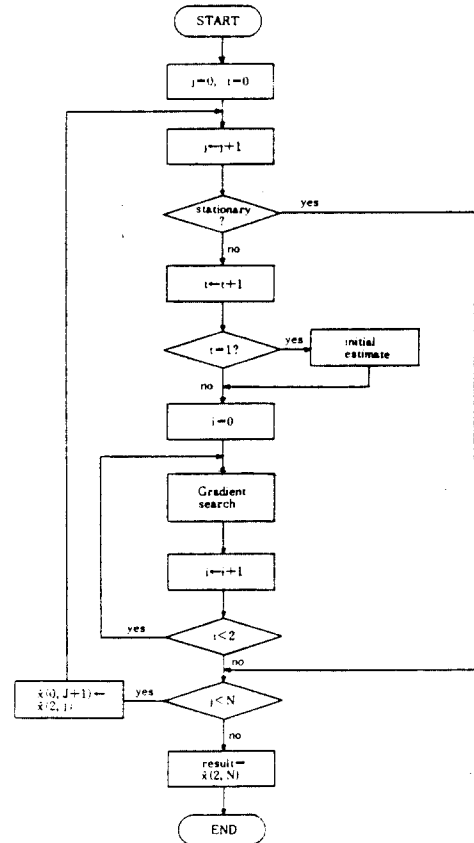 START
j=0, t=0
j←j+1
stationary
?
yes
no
t←t+1
t=1?
yes
initial
estimate
no
i=0
Gradient
search
i←i+1
i<2
yes
no
j<N
yes
x̂(0, J+1)←
x̂(2, j)
no
result=
x̂(2, N)
END